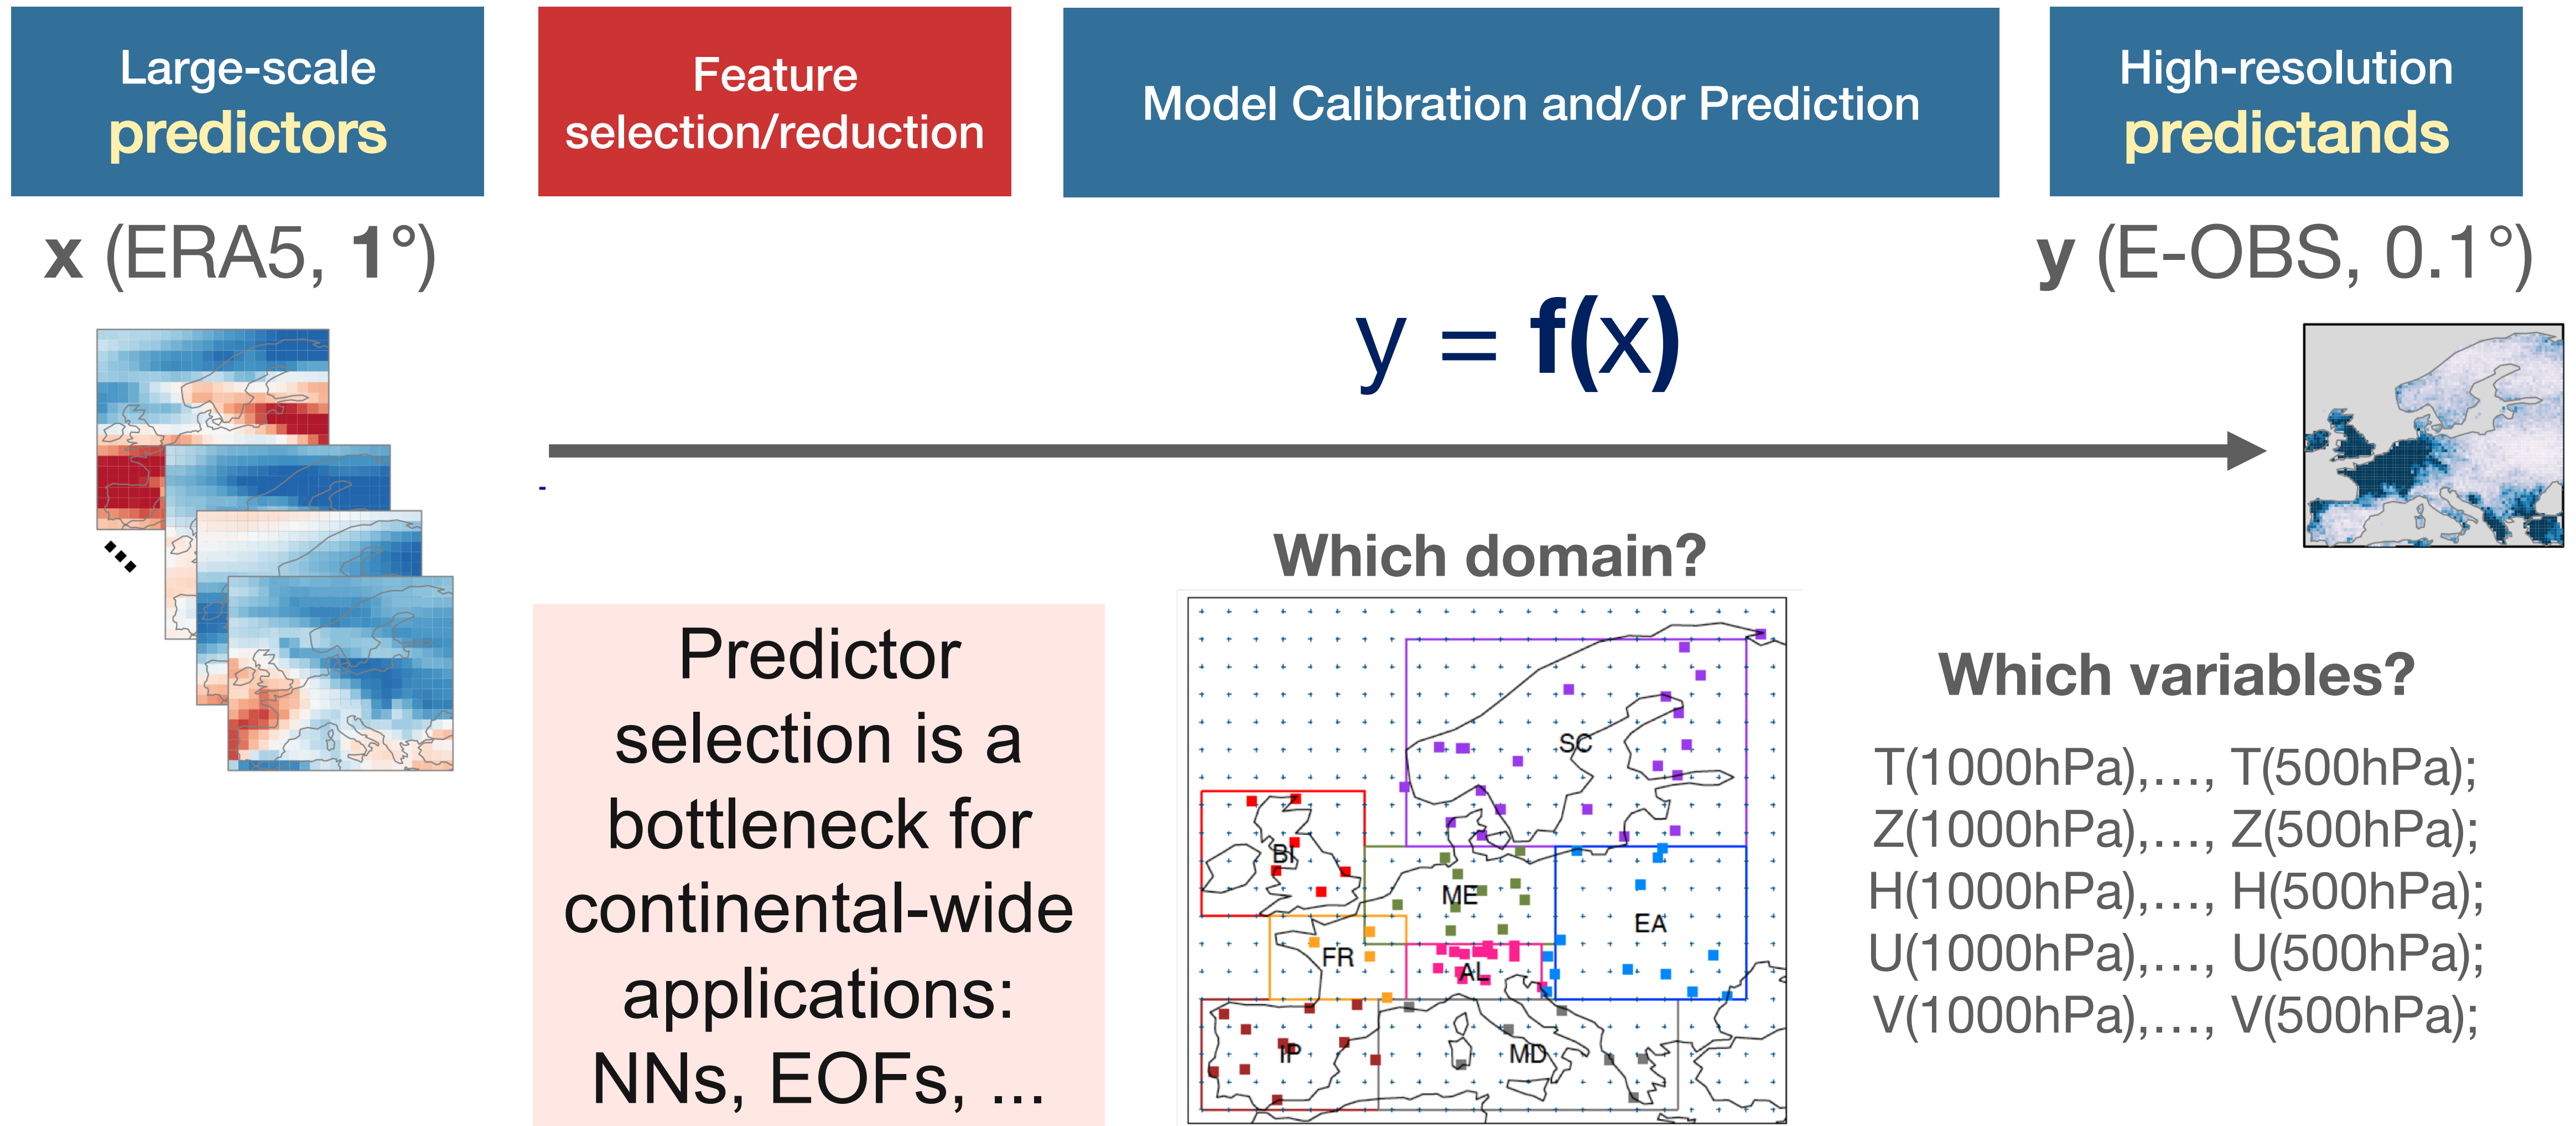 Large-scale
predictors
Feature
selection/reduction
Model Calibration and/or Prediction
High-resolution
predictands
x (ERA5, 1°)
y (E-OBS, 0.1°)
y = f(x)
-
Which domain?
Predictor
selection is a
bottleneck for
continental-wide
applications:
NNs, EOFs, ...
SC
BI
ME
EA
FR
AL
IP
MD
Which variables?
T(1000hPa),..., T(500hPa);
Z(1000hPa),..., Z(500hPa);
H(1000hPa),..., H(500hPa);
U(1000hPa),..., U(500hPa);
V(1000hPa),..., V(500hPa);